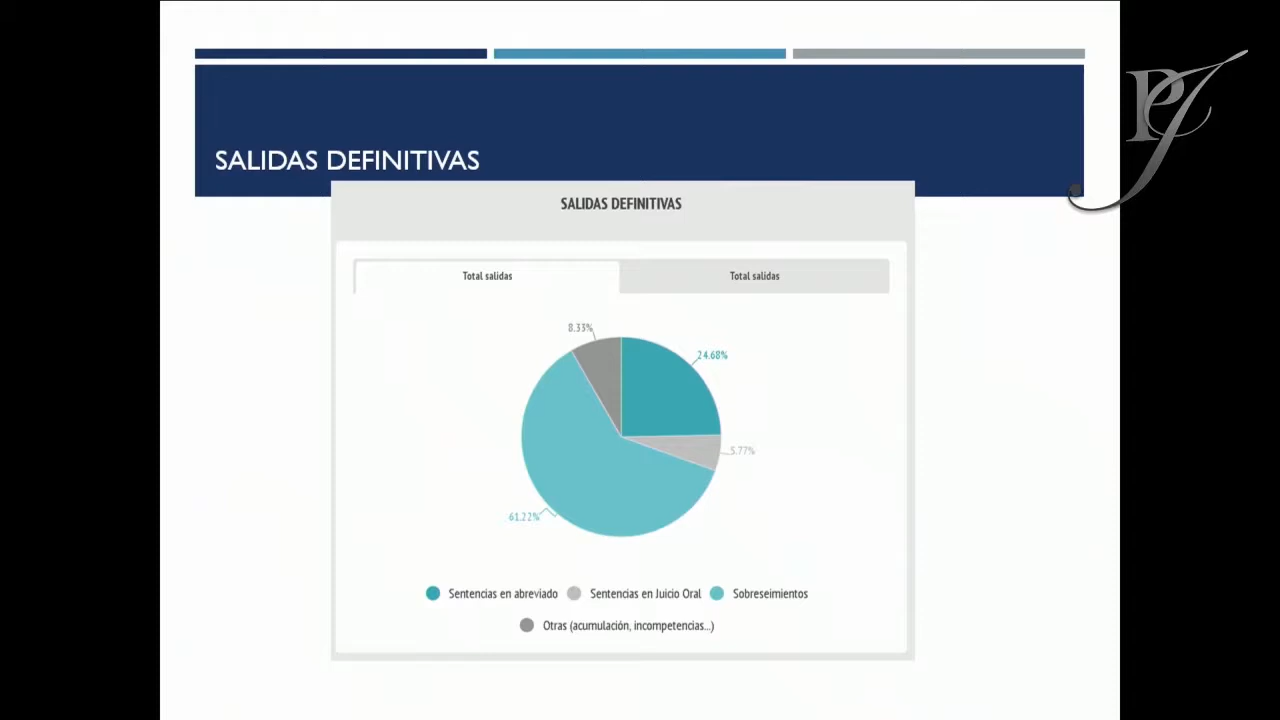 SALIDAS DEFINITIVAS
SALIDAS DEFINITIVAS
Total salidas
Total salidas
8.33%
24.68%
5.77%
61.22%
Sentencias en abreviado
Sentencias en Juicio Oral
Sobreseimientos
Otras (acumulación, incompetencias...)
PJ